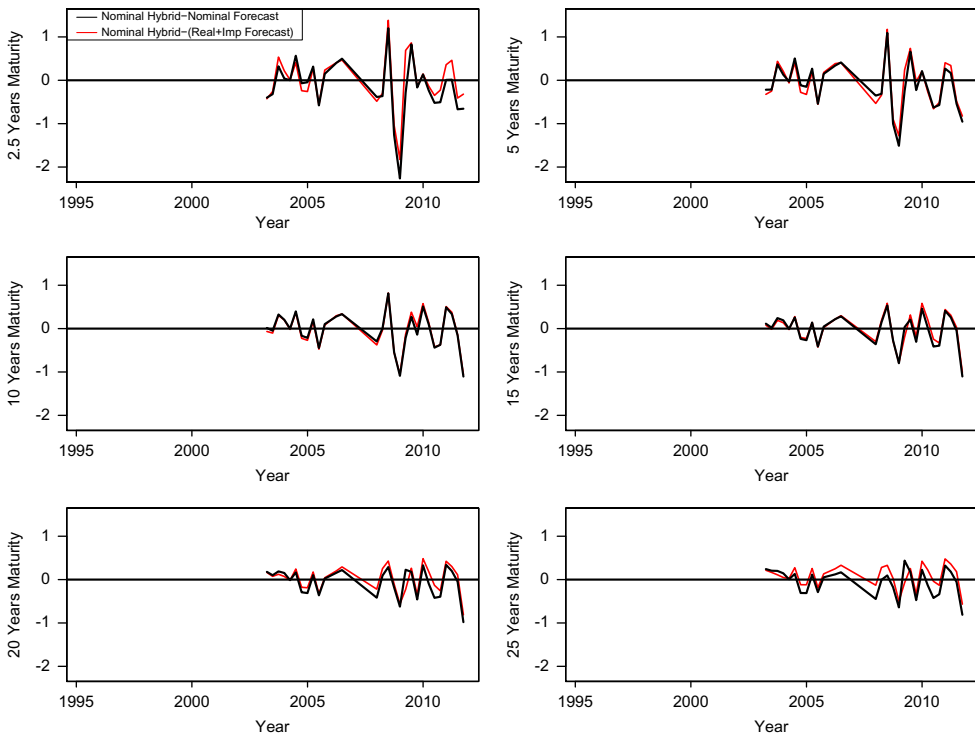 Nominal Hybrid−Nominal Forecast
Nominal Hybrid−(Real+Imp Forecast)
2.5 Years Maturity
1
0
-1
-2
1995 2000 2005 2010
Year
5 Years Maturity
1
0
-1
-2
1995 2000 2005 2010
Year
10 Years Maturity
1
0
-1
-2
1995 2000 2005 2010
Year
15 Years Maturity
1
0
-1
-2
1995 2000 2005 2010
Year
20 Years Maturity
1
0
-1
-2
1995 2000 2005 2010
Year
25 Years Maturity
1
0
-1
-2
1995 2000 2005 2010
Year